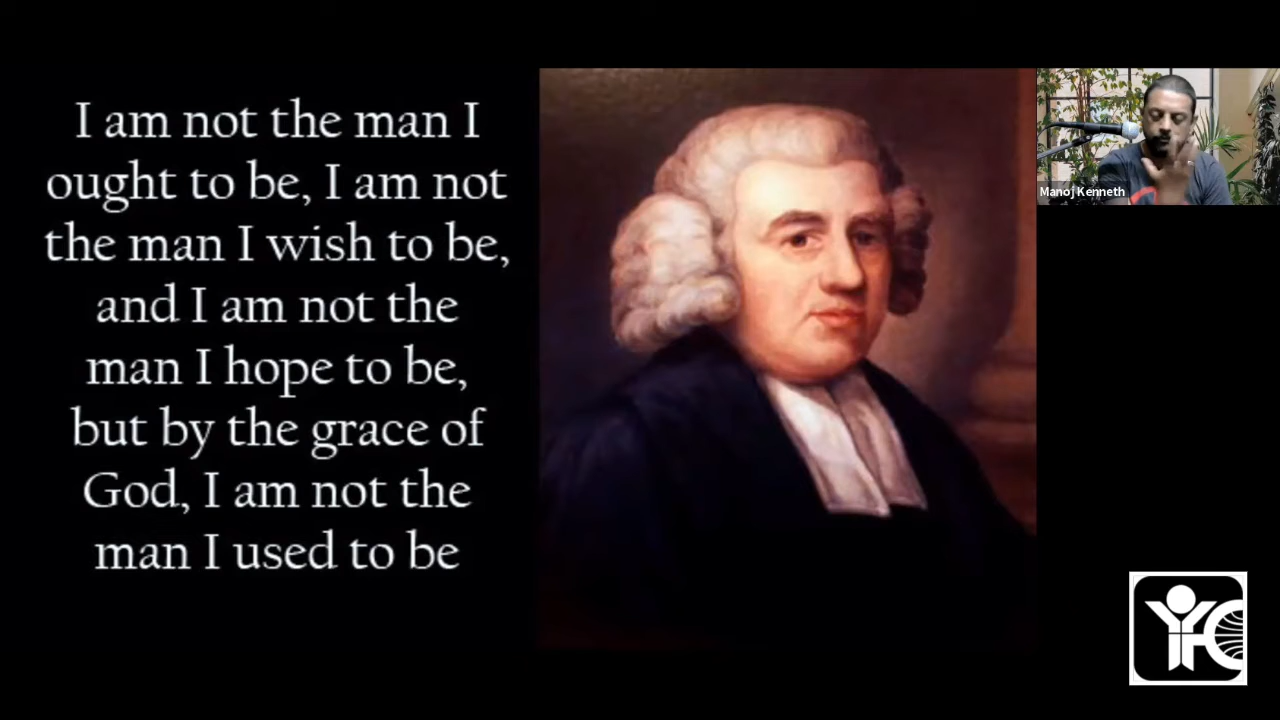 I am not the man I
ought to be, I am not
the man I wish to be,
and I am not the
man I hope to be,
but by the grace of
God, I am not the
man I used to be
Manoj Kenneth
YFC